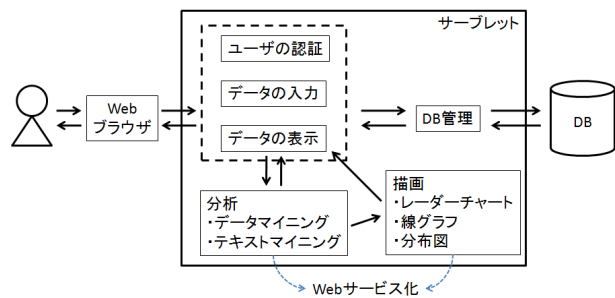 サーブレット
ユーザの認証
データの入力
データの表示
Web
ブラウザ
DB管理
DB
分析
・データマイニング
・テキストマイニング
描画
・レーダーチャート
・線グラフ
・分布図
Webサービス化